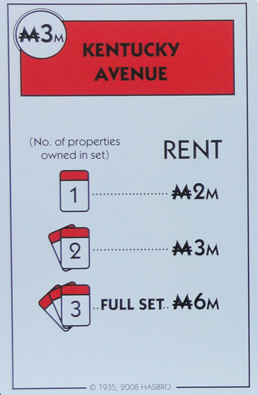 ₩3M
KENTUCKY
AVENUE
(No. of properties
owned in set)
RENT
1 ₩2M
2 ₩3M
3 FULL SET ₩6M
© 1935, 2008 HASBRO.